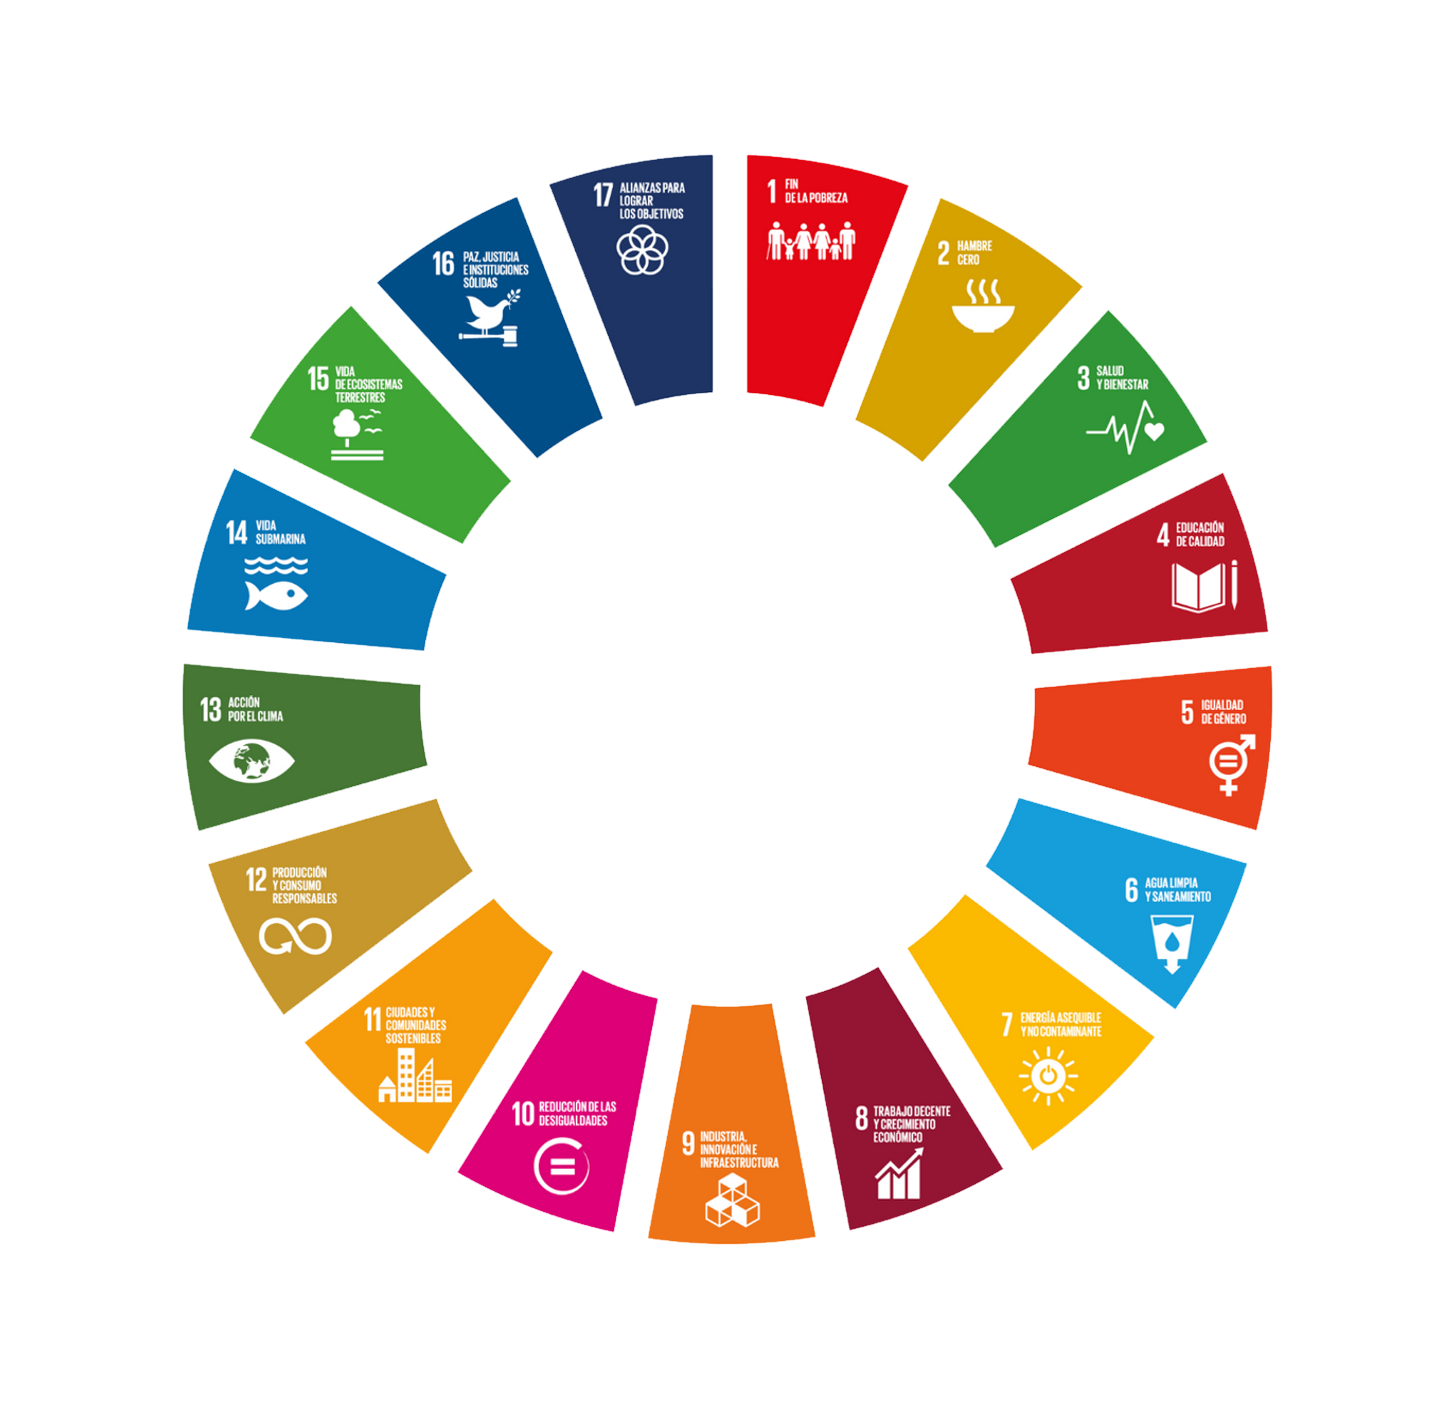 1 FIN
DE LA POBREZA
2 HAMBRE
CERO
3 SALUD
Y BIENESTAR
4 EDUCACIÓN
DE CALIDAD
5 IGUALDAD
DE GÉNERO
6 AGUA LIMPIA
Y SANEAMIENTO
7 ENERGÍA ASEQUIBLE
Y NO CONTAMINANTE
8 TRABAJO DECENTE
Y CRECIMIENTO
ECONÓMICO
9 INDUSTRIA,
INNOVACIÓN E
INFRAESTRUCTURA
10 REDUCCIÓN DE LAS
DESIGUALDADES
11 CIUDADES Y
COMUNIDADES
SOSTENIBLES
12 PRODUCCIÓN
Y CONSUMO
RESPONSABLES
13 ACCIÓN
POR EL CLIMA
14 VIDA
SUBMARINA
15 VIDA
DE ECOSISTEMAS
TERRESTRES
16 PAZ, JUSTICIA
E INSTITUCIONES
SÓLIDAS
17 ALIANZAS PARA
LOGRAR
LOS OBJETIVOS